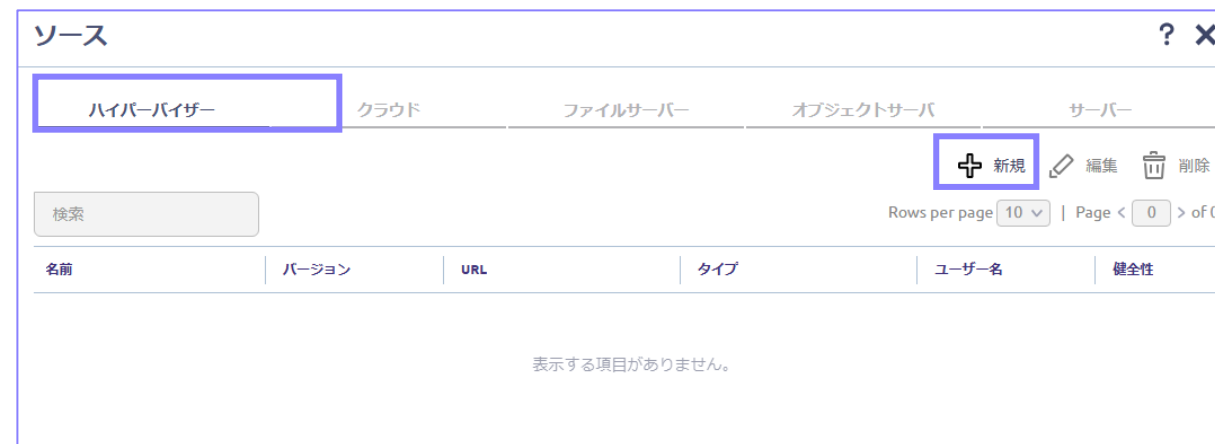 ソース ?
ハイパーバイザー クラウド ファイルサーバー オブジェクトサーバ サーバー
新規 編集 削除
検索 Rows per page 10 | Page < 0 > of 0
名前 バージョン URL タイプ ユーザー名 健全性
表示する項目がありません。